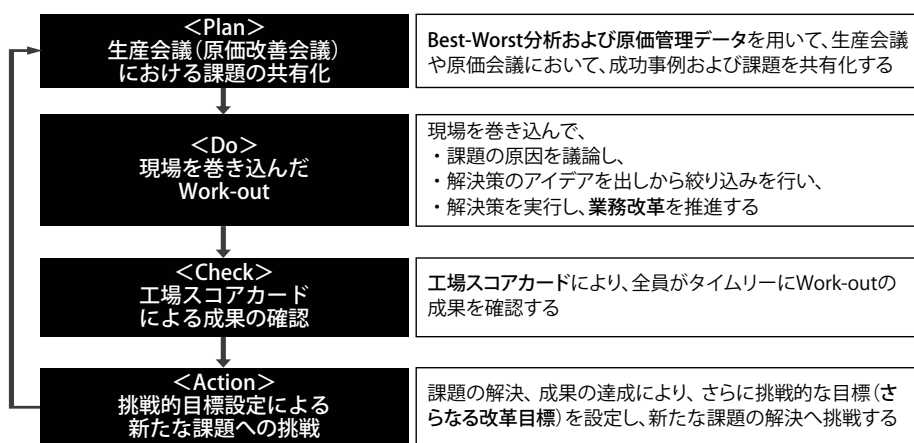 ＜Plan＞
生産会議（原価改善会議）
における課題の共有化
Best-Worst分析および原価管理データを用いて、生産会議
や原価会議において、成功事例および課題を共有化する
＜Do＞
現場を巻き込んだ
Work-out
現場を巻き込んで、
・課題の原因を議論し、
・解決策のアイデアを出しから絞り込みを行い、
・解決策を実行し、業務改革を推進する
＜Check＞
工場スコアカード
による成果の確認
工場スコアカードにより、全員がタイムリーにWork-outの
成果を確認する
＜Action＞
挑戦的目標設定による
新たな課題への挑戦
課題の解決、成果の達成により、さらに挑戦的な目標（さ
らなる改革目標）を設定し、新たな課題の解決へ挑戦する